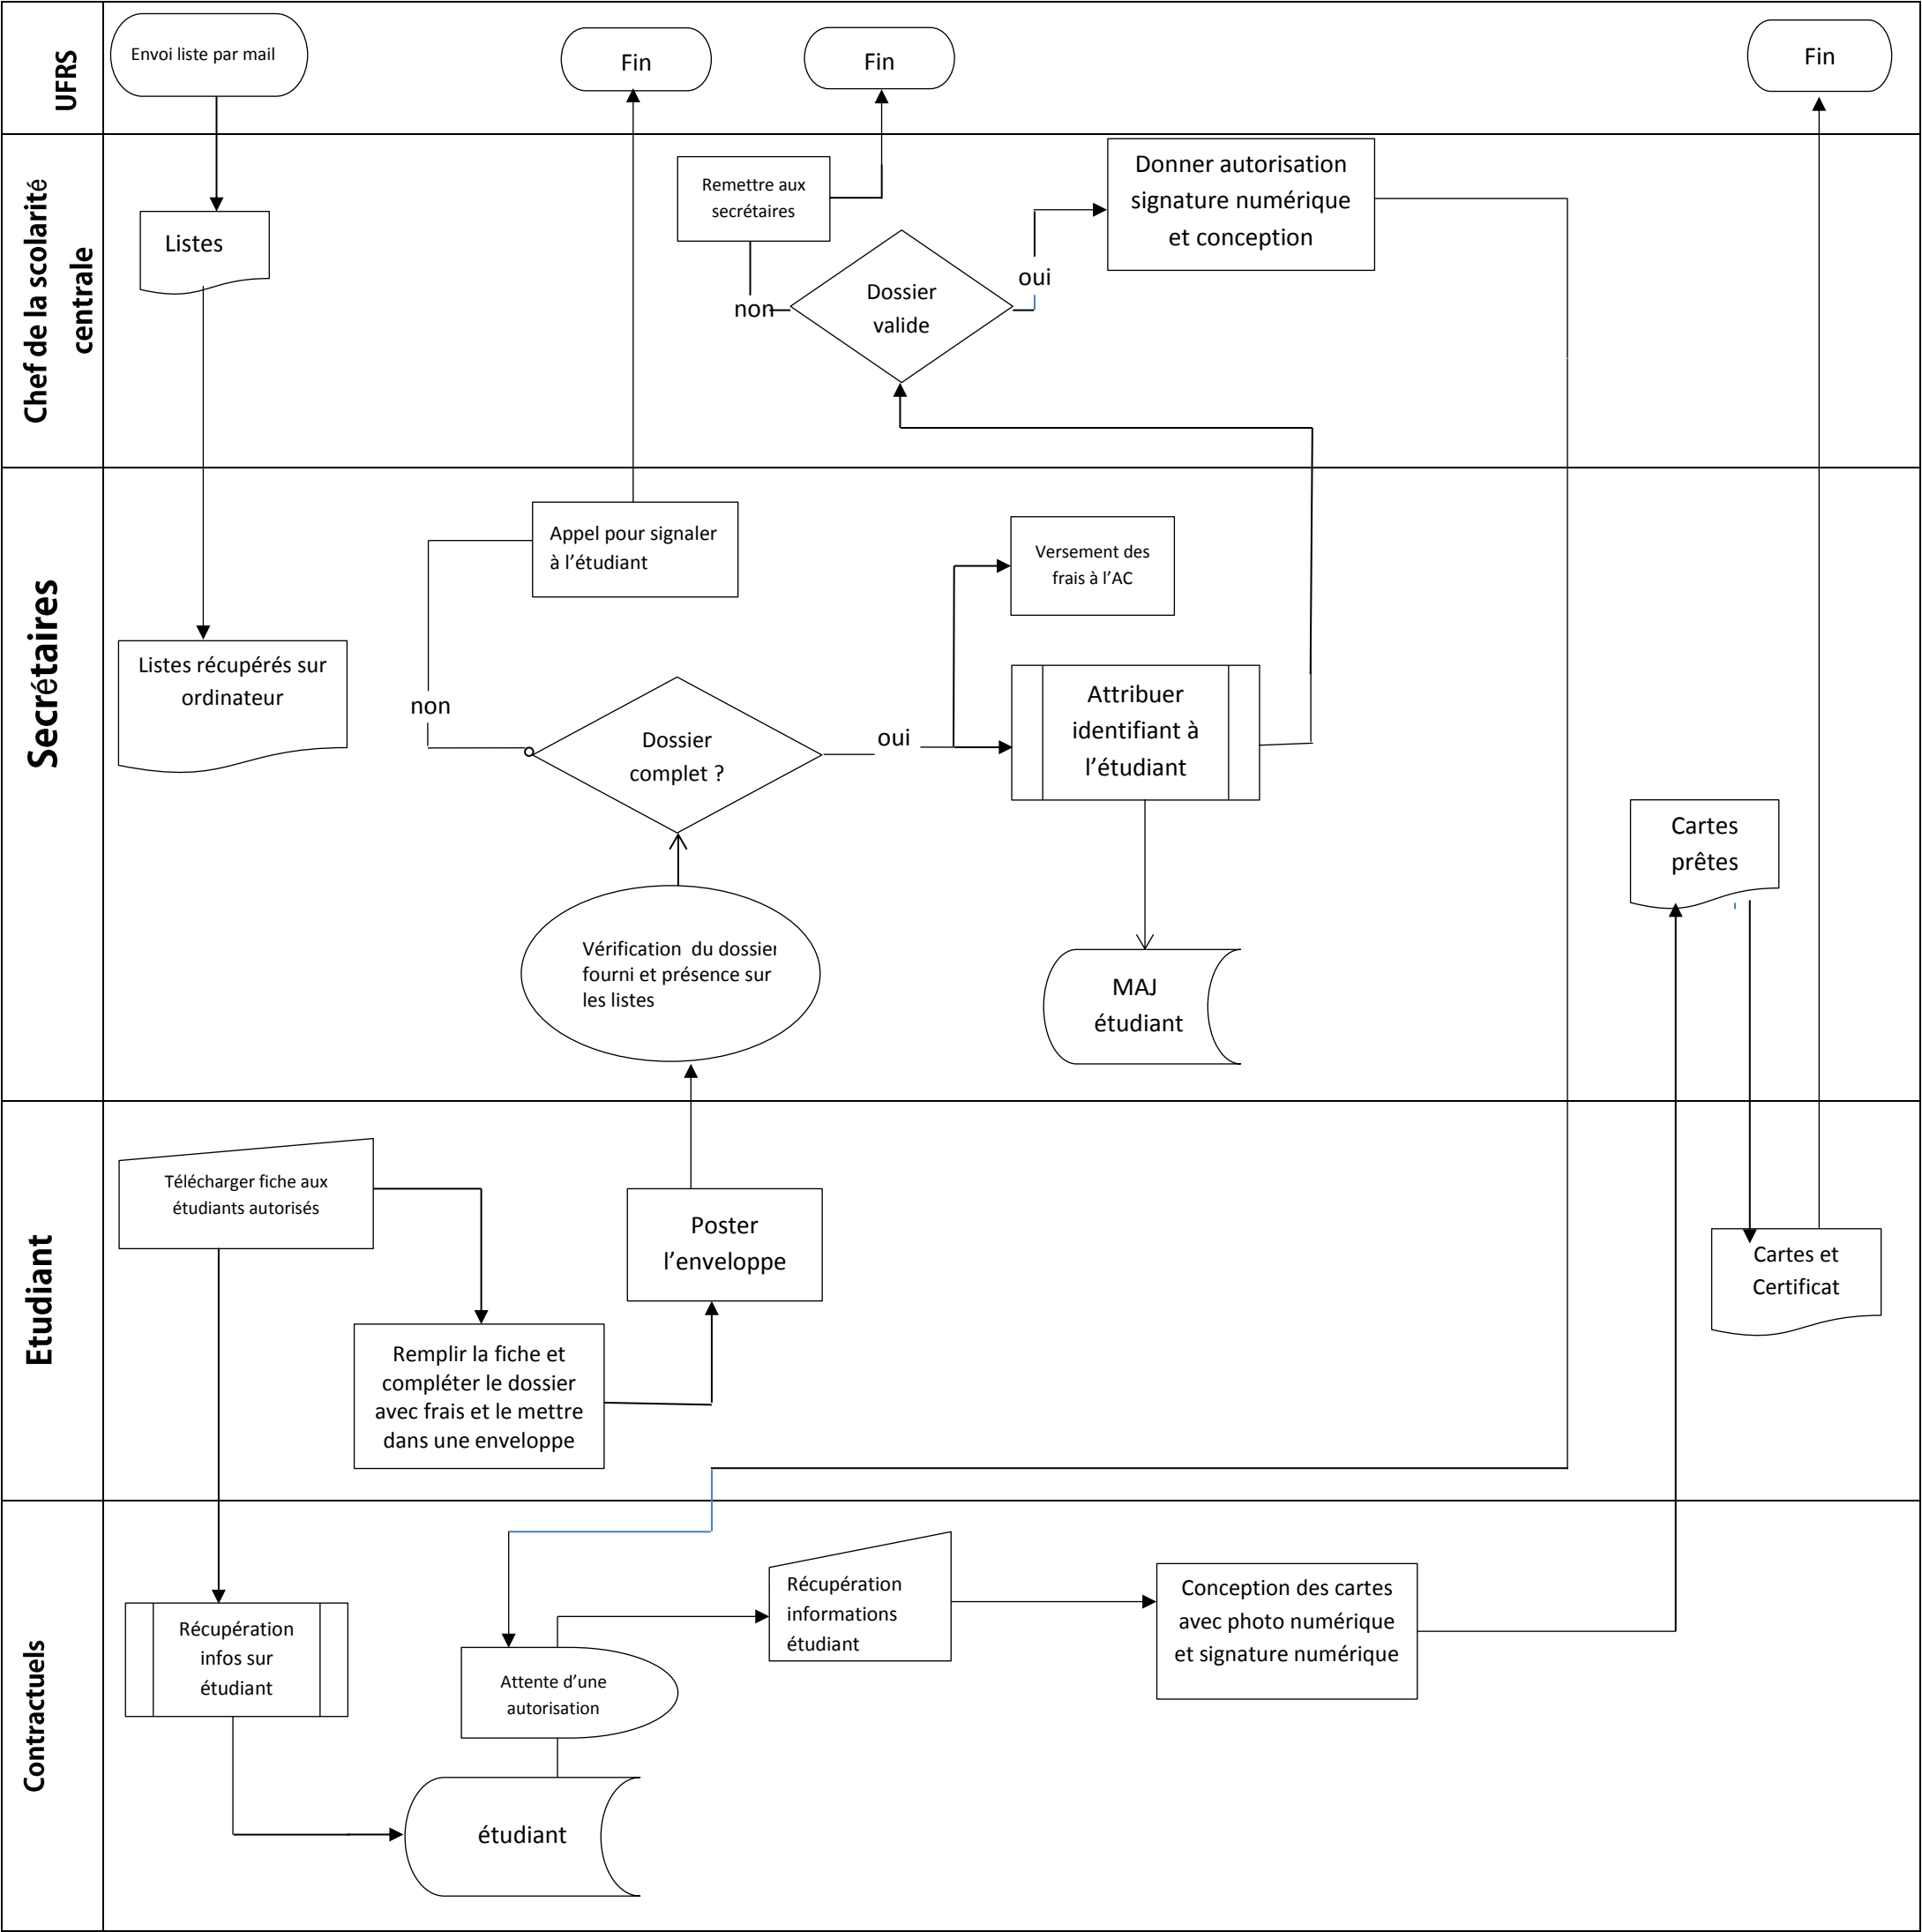 UFRS
Envoi liste par mail
Fin
Fin
Fin
Chef de la scolarité
centrale
Listes
Remettre aux
secrétaires
non
Dossier
valide
oui
Donner autorisation
signature numérique
et conception
Secrétaires
Listes récupérés sur
ordinateur
Appel pour signaler
à l’étudiant
non
Dossier
complet ?
oui
Versement des
frais à l’AC
Attribuer
identifiant à
l’étudiant
Vérification du dossier
fourni et présence sur
les listes
MAJ
étudiant
Cartes
prêtes
Etudiant
Télécharger fiche aux
étudiants autorisés
Remplir la fiche et
compléter le dossier
avec frais et le mettre
dans une enveloppe
Poster
l’enveloppe
Cartes et
Certificat
Contractuels
Récupération
infos sur
étudiant
Attente d’une
autorisation
étudiant
Récupération
informations
étudiant
Conception des cartes
avec photo numérique
et signature numérique